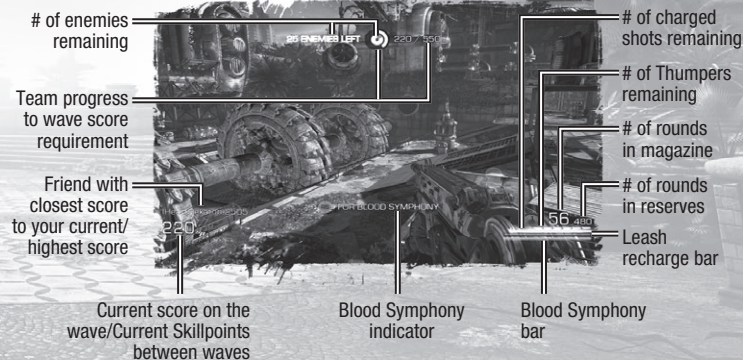 # of enemies
remaining
Team progress
to wave score
requirement
Friend with
closest score
to your current/
highest score
Current score on the
wave/Current Skillpoints
between waves
25 ENEMIES LEFT
220 / 550
FOR BLOOD SYMPHONY
505
220
56 480
Blood Symphony
indicator
Blood Symphony
bar
# of charged
shots remaining
# of Thumpers
remaining
# of rounds
in magazine
# of rounds
in reserves
Leash
recharge bar